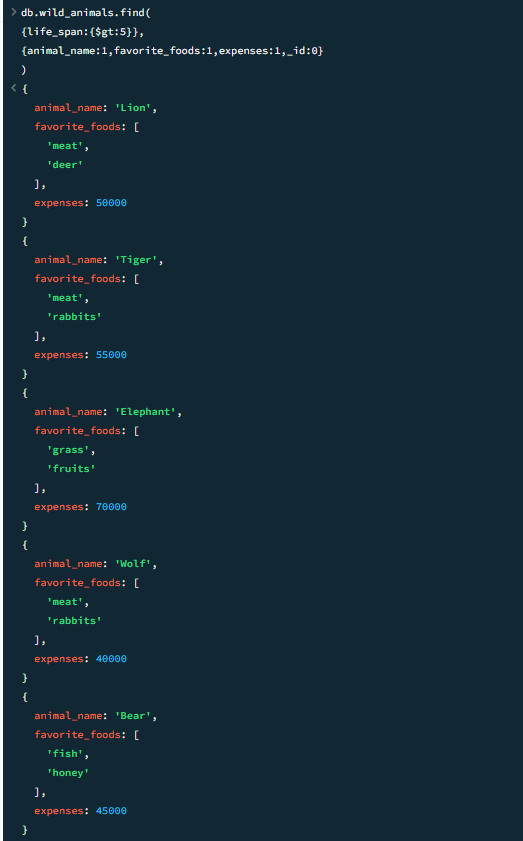 > db.wild_animals.find(
{life_span:{$gt:5}},
{animal_name:1,favorite_foods:1,expenses:1,_id:0}
)
< {
animal_name: 'Lion',
favorite_foods: [
'meat',
'deer'
],
expenses: 50000
}
{
animal_name: 'Tiger',
favorite_foods: [
'meat',
'rabbits'
],
expenses: 55000
}
{
animal_name: 'Elephant',
favorite_foods: [
'grass',
'fruits'
],
expenses: 70000
}
{
animal_name: 'Wolf',
favorite_foods: [
'meat',
'rabbits'
],
expenses: 40000
}
{
animal_name: 'Bear',
favorite_foods: [
'fish',
'honey'
],
expenses: 45000
}